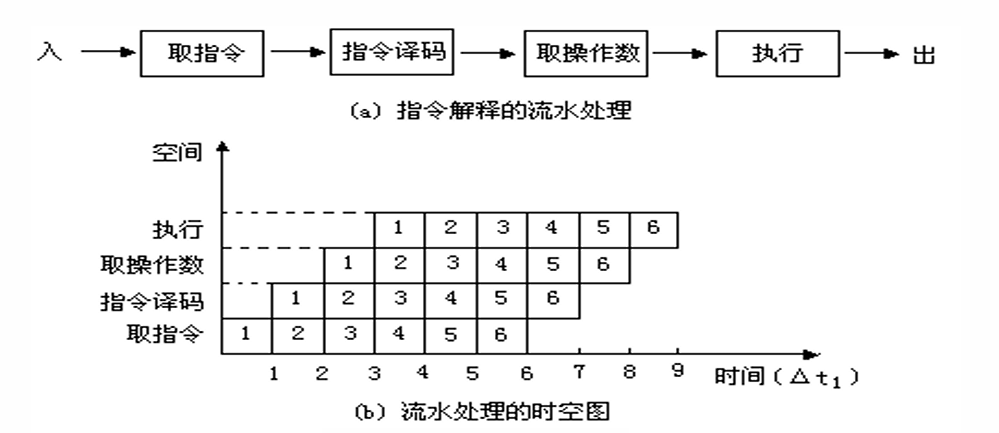 入 取指令 指令译码 取操作数 执行 出
(a) 指令解释的流水处理
空间
执行 1 2 3 4 5 6
取操作数 1 2 3 4 5 6
指令译码 1 2 3 4 5 6
取指令 1 2 3 4 5 6
1 2 3 4 5 6 7 8 9 时间(△t₁)
(b) 流水处理的时空图